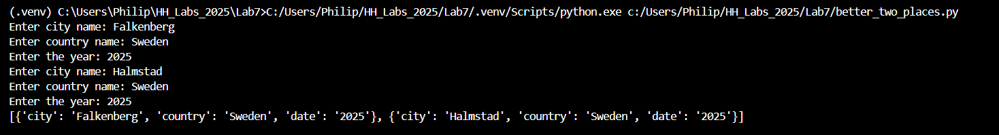 (.venv) C:\Users\Philip\HH_Labs_2025\Lab7>C:/Users/Philip/HH_Labs_2025/Lab7/.venv/Scripts/python.exe c:/Users/Philip/HH_Labs_2025/Lab7/better_two_places.py
Enter city name: Falkenberg
Enter country name: Sweden
Enter the year: 2025
Enter city name: Halmstad
Enter country name: Sweden
Enter the year: 2025
[{'city': 'Falkenberg', 'country': 'Sweden', 'date': '2025'}, {'city': 'Halmstad', 'country': 'Sweden', 'date': '2025'}]